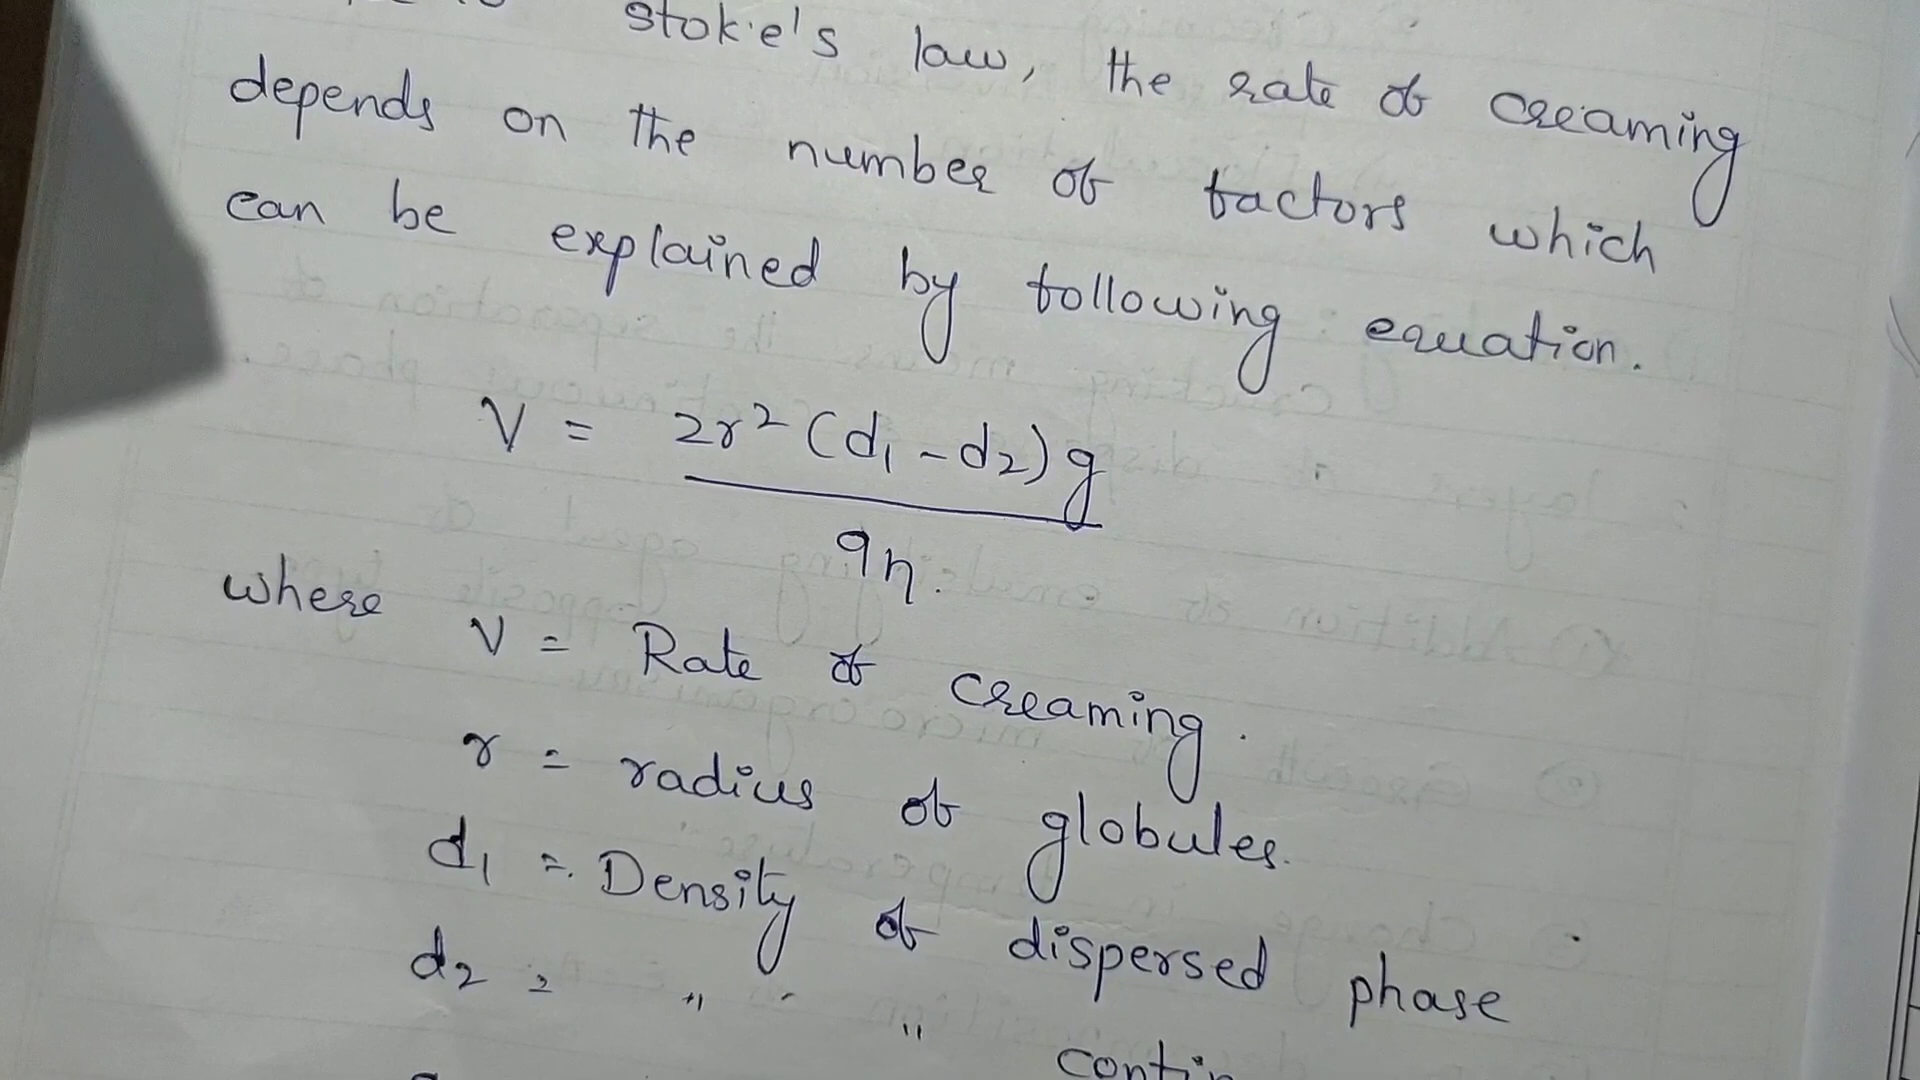 stoke's law, the rate of creaming
depends on the number of factors which
can be explained by following equation.
V = 2r² (d₁ - d₂) g
9η.
where V = Rate of creaming.
r = radius of globules.
d₁ = Density of dispersed phase
d₂ = " "